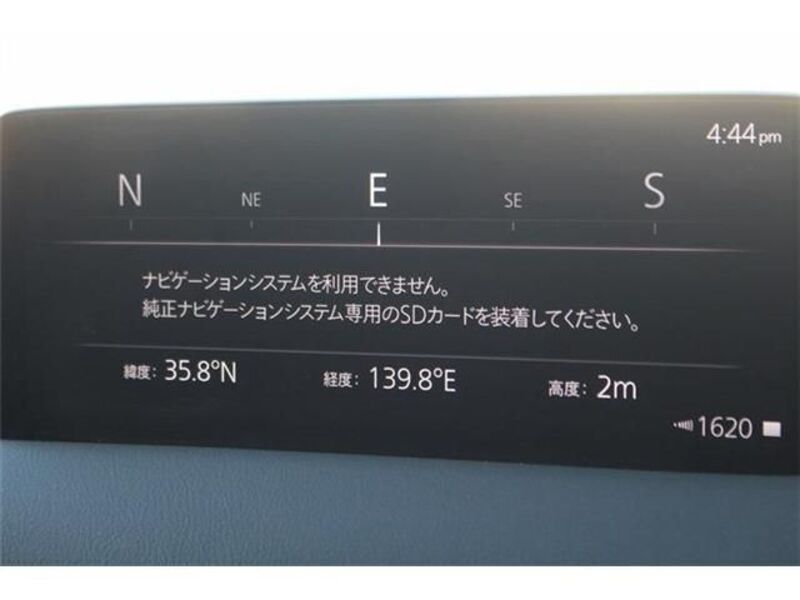 4:44pm
N NE E SE S
ナビゲーションシステムを利用できません。
純正ナビゲーションシステム専用のSDカードを装着してください。
緯度: 35.8°N 経度: 139.8°E 高度: 2m
1620